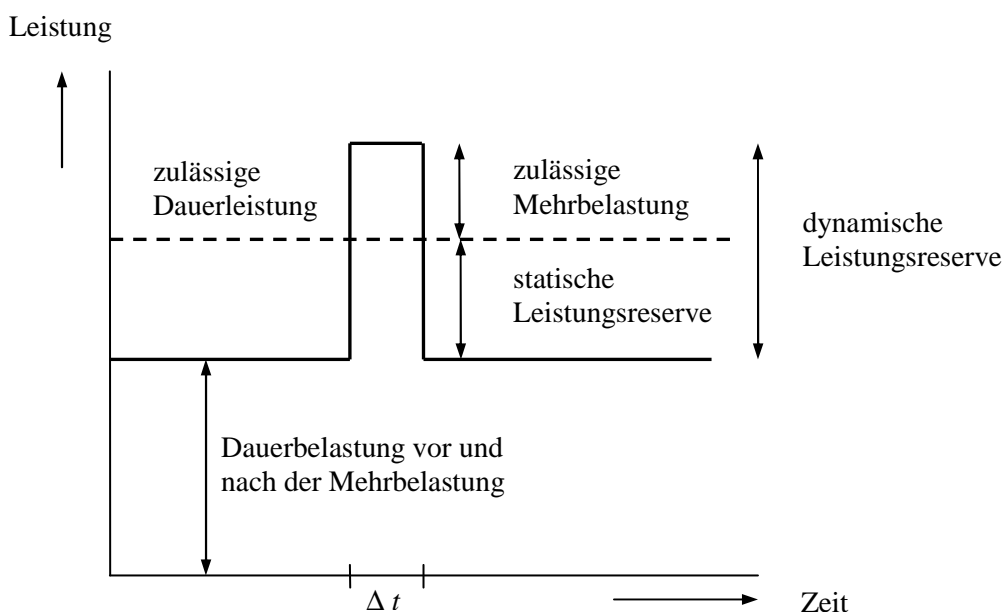 Leistung
zulässige
Dauerleistung
zulässige
Mehrbelastung
dynamische
Leistungsreserve
statische
Leistungsreserve
Dauerbelastung vor und
nach der Mehrbelastung
Δ t
Zeit